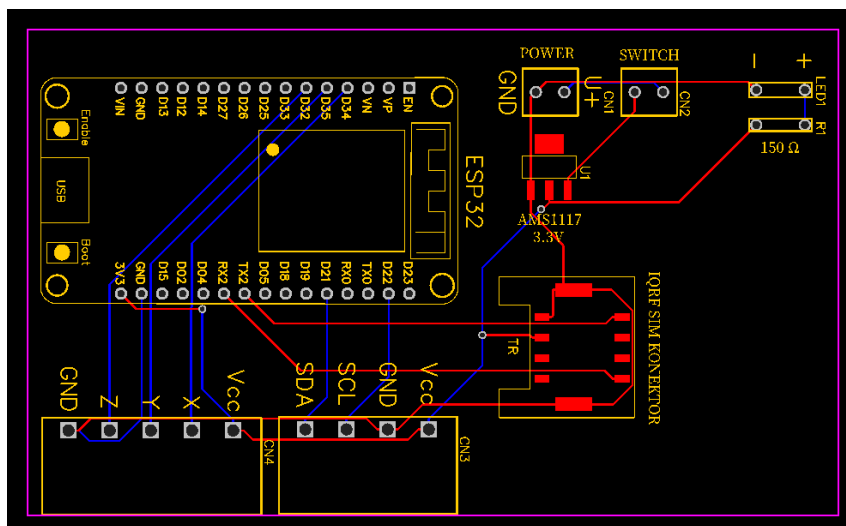 POWER
SWITCH
- +
GND
U+
CN1
CN2
LED1
R1
150 Ω
VIN
GND
D13
D12
D14
D27
D26
D25
D33
D32
D35
D34
VN
VP
EN
Enable
USB
Boot
ESP32
U1
AMS1117
3.3V
3V3
GND
D15
D02
D04
RX2
TX2
D05
D18
D19
D21
RX0
TX0
D22
D23
IQRF SIM KONEKTOR
TR
GND
Z
Y
X
Vcc
CN4
SDA
SCL
GND
Vcc
CN3